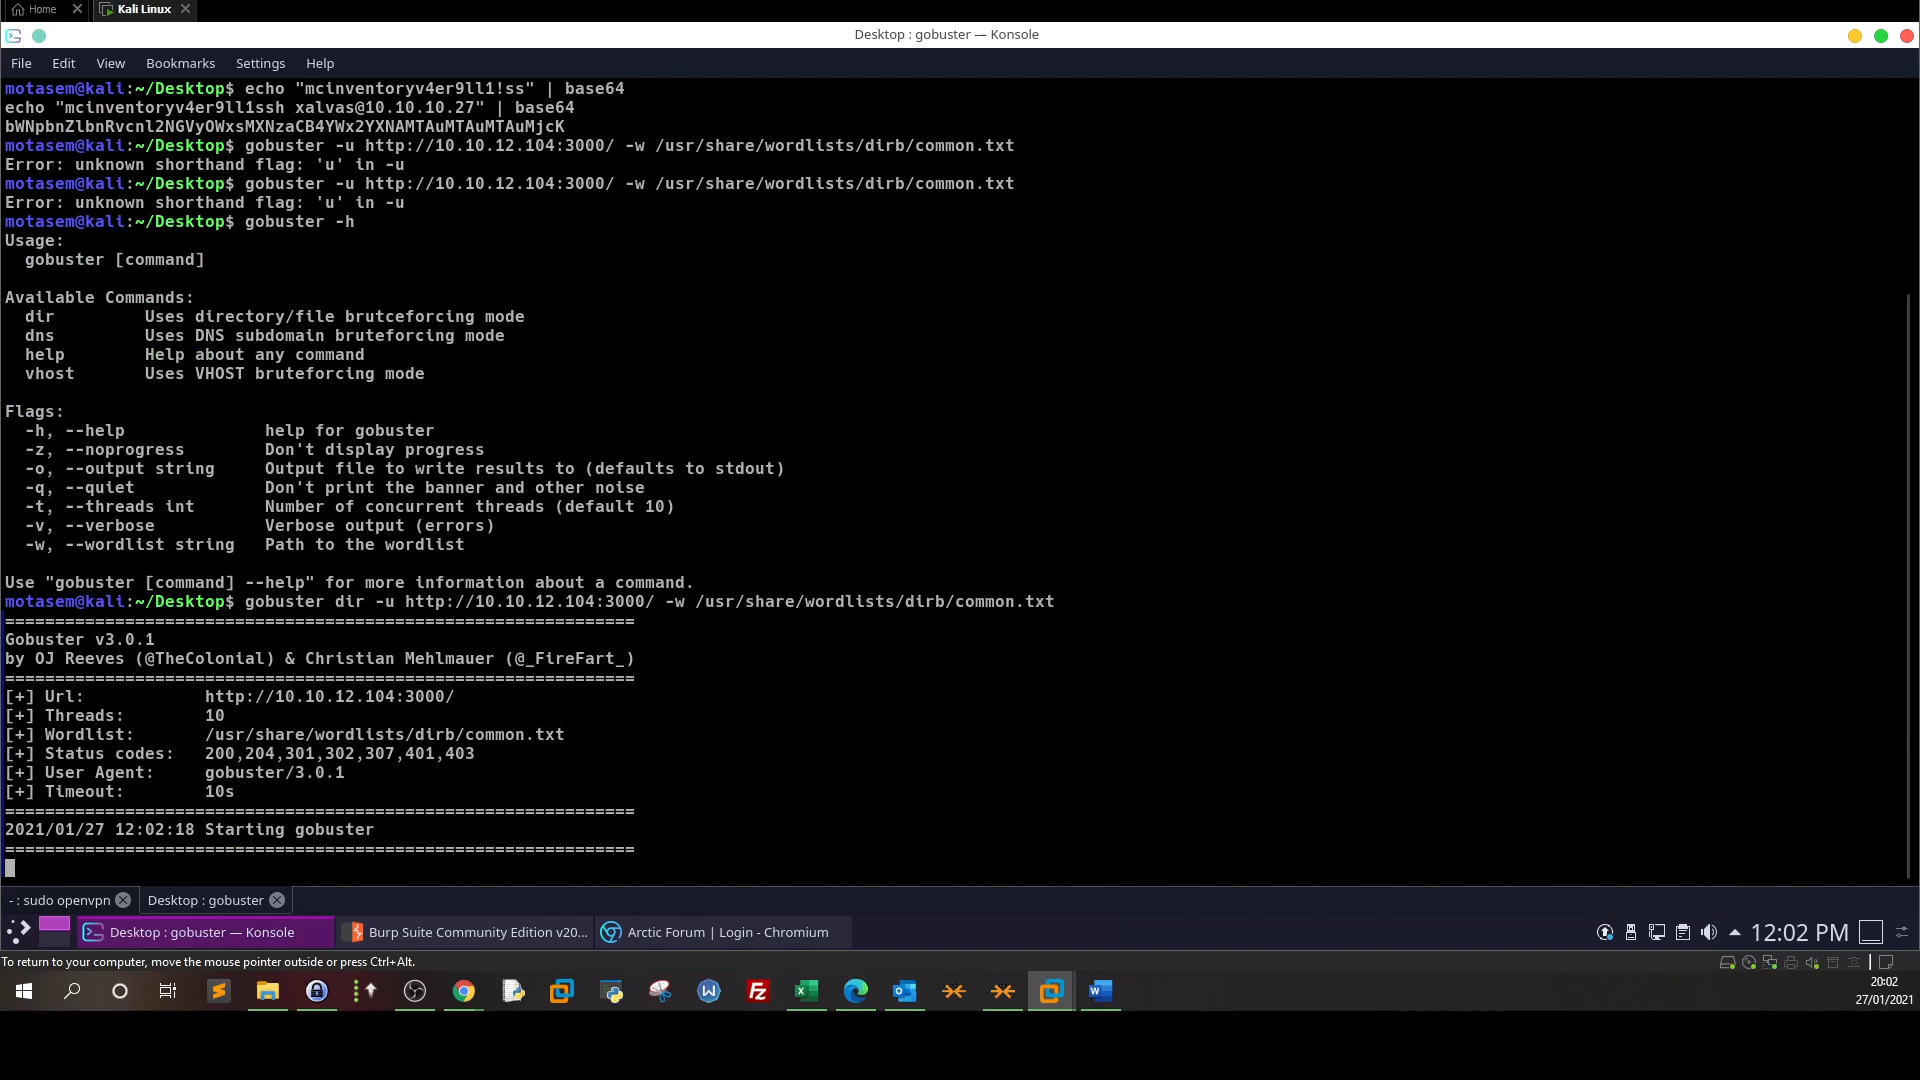 Home
Kali Linux
Desktop : gobuster — Konsole
File Edit View Bookmarks Settings Help
motasem@kali:~/Desktop$ echo "mcinventoryv4er9ll1!ss" | base64
echo "mcinventoryv4er9ll1ssh xalvas@10.10.10.27" | base64
bWNpbnZlbnRvcnl2NGVyOWxsMXNzaCB4YWx2YXNAMTAuMTAuMTAuMjcK
motasem@kali:~/Desktop$ gobuster -u http://10.10.12.104:3000/ -w /usr/share/wordlists/dirb/common.txt
Error: unknown shorthand flag: 'u' in -u
motasem@kali:~/Desktop$ gobuster -u http://10.10.12.104:3000/ -w /usr/share/wordlists/dirb/common.txt
Error: unknown shorthand flag: 'u' in -u
motasem@kali:~/Desktop$ gobuster -h
Usage:
  gobuster [command]
Available Commands:
  dir         Uses directory/file brutceforcing mode
  dns         Uses DNS subdomain bruteforcing mode
  help        Help about any command
  vhost       Uses VHOST bruteforcing mode
Flags:
  -h, --help              help for gobuster
  -z, --noprogress        Don't display progress
  -o, --output string     Output file to write results to (defaults to stdout)
  -q, --quiet             Don't print the banner and other noise
  -t, --threads int       Number of concurrent threads (default 10)
  -v, --verbose           Verbose output (errors)
  -w, --wordlist string   Path to the wordlist
Use "gobuster [command] --help" for more information about a command.
motasem@kali:~/Desktop$ gobuster dir -u http://10.10.12.104:3000/ -w /usr/share/wordlists/dirb/common.txt
===============================================================
Gobuster v3.0.1
by OJ Reeves (@TheColonial) & Christian Mehlmauer (@_FireFart_)
===============================================================
[+] Url:            http://10.10.12.104:3000/
[+] Threads:        10
[+] Wordlist:       /usr/share/wordlists/dirb/common.txt
[+] Status codes:   200,204,301,302,307,401,403
[+] User Agent:     gobuster/3.0.1
[+] Timeout:        10s
===============================================================
2021/01/27 12:02:18 Starting gobuster
===============================================================
- : sudo openvpn
Desktop : gobuster
Desktop : gobuster — Konsole
Burp Suite Community Edition v20...
Arctic Forum | Login - Chromium
12:02 PM
To return to your computer, move the mouse pointer outside or press Ctrl+Alt.
20:02
27/01/2021